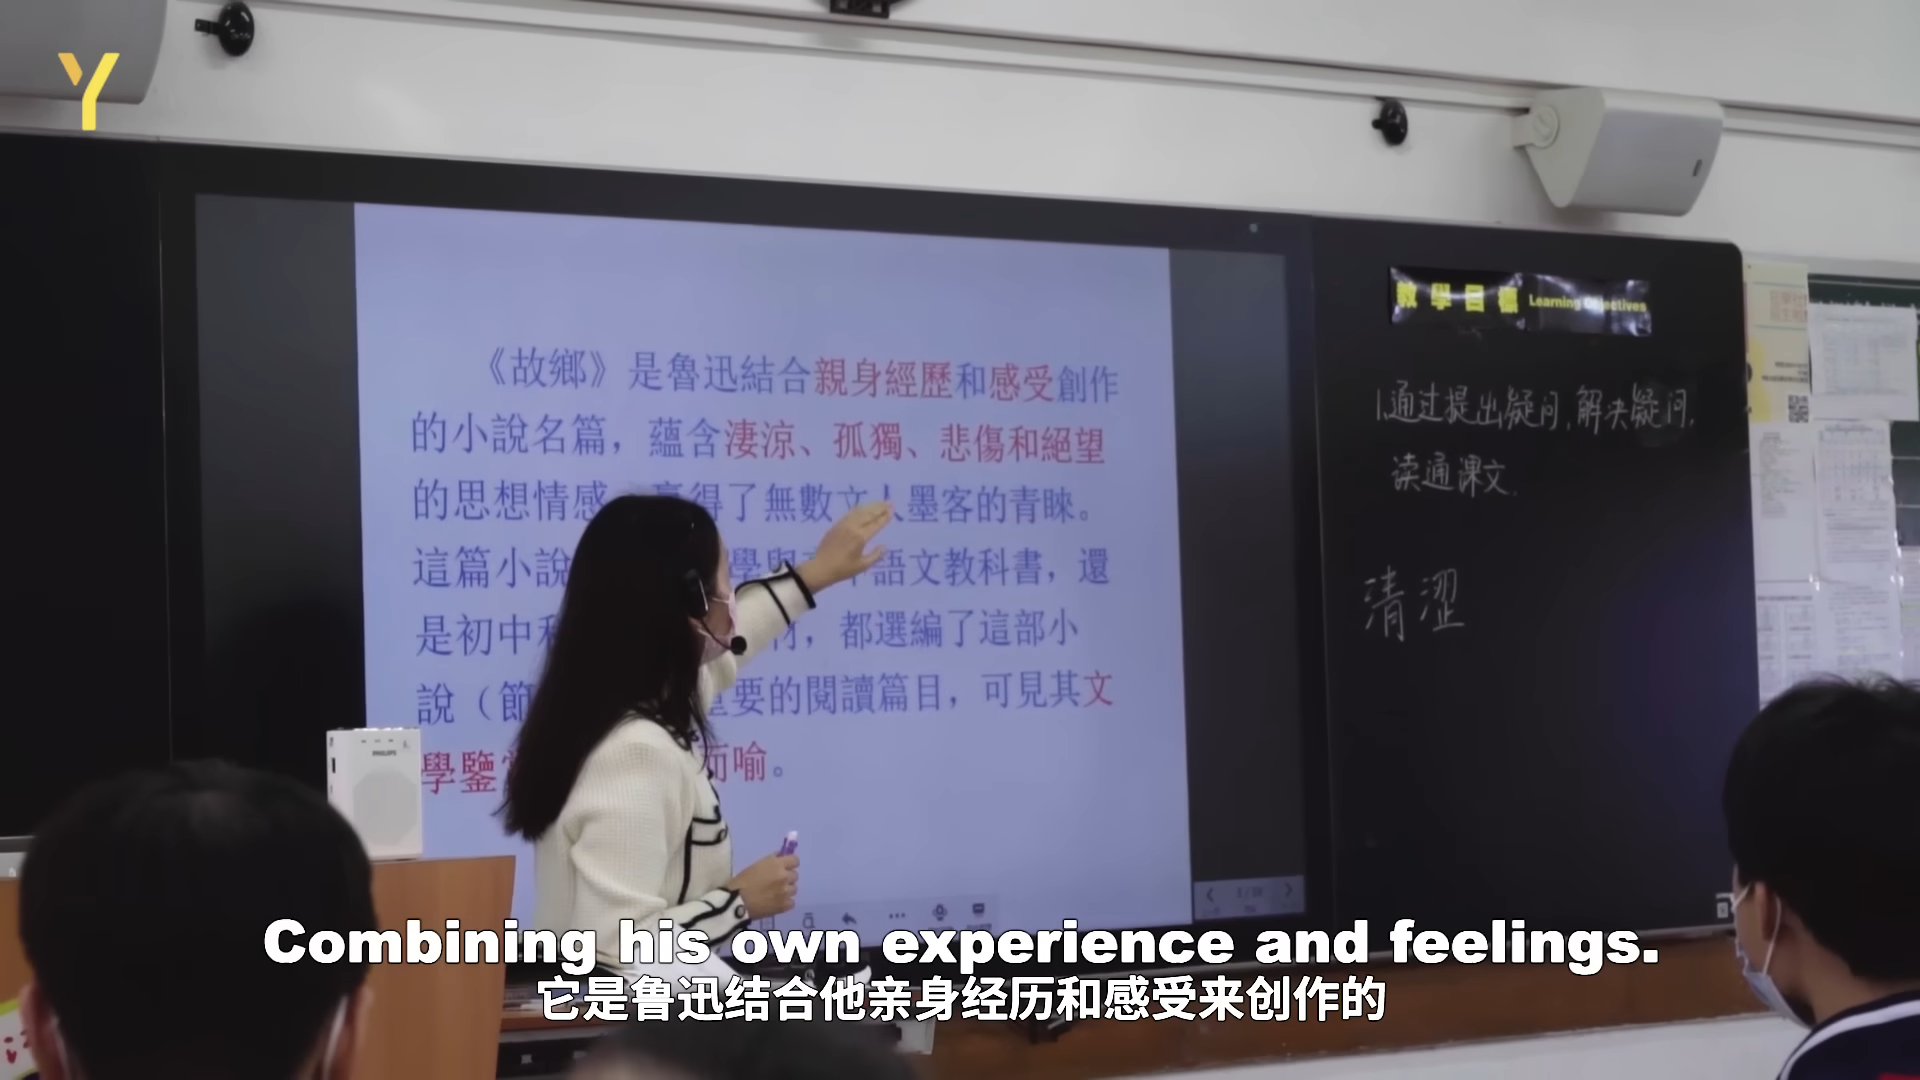 Y
《故鄉》是魯迅結合親身經歷和感受創作
的小說名篇，蘊含淒涼、孤獨、悲傷和絕望
的思想情感 得了無數文人墨客的青睞。
這篇小說 學與 語文教科書，還
是初中 材，都選編了這部小
說（節 重要的閱讀篇目，可見其文
學鑒 而喻。
教學目標 Learning Objectives
1.通过提出疑问,解决疑问,
读通课文.
清涩
PHILIPS
Combining his own experience and feelings.
它是鲁迅结合他亲身经历和感受来创作的